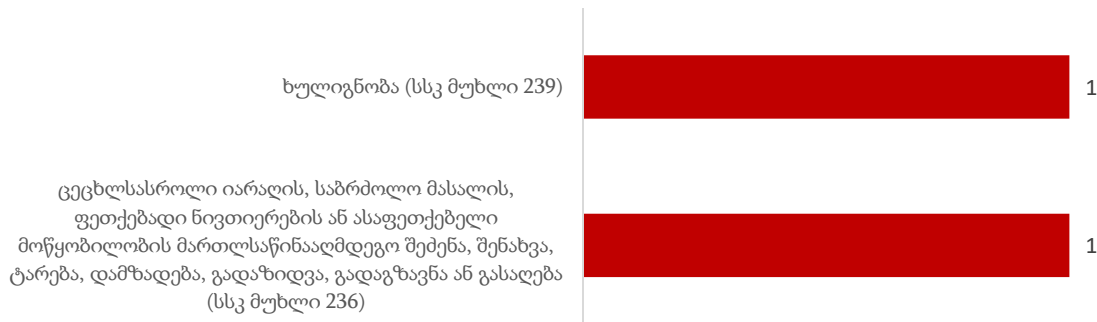 ხულიგნობა (სსკ მუხლი 239)
1
ცეცხლსასროლი იარაღის, საბრძოლო მასალის,
ფეთქებადი ნივთიერების ან ასაფეთქებელი
მოწყობილობის მართლსაწინააღმდეგო შეძენა, შენახვა,
ტარება, დამზადება, გადაზიდვა, გადაგზავნა ან გასაღება
(სსკ მუხლი 236)
1